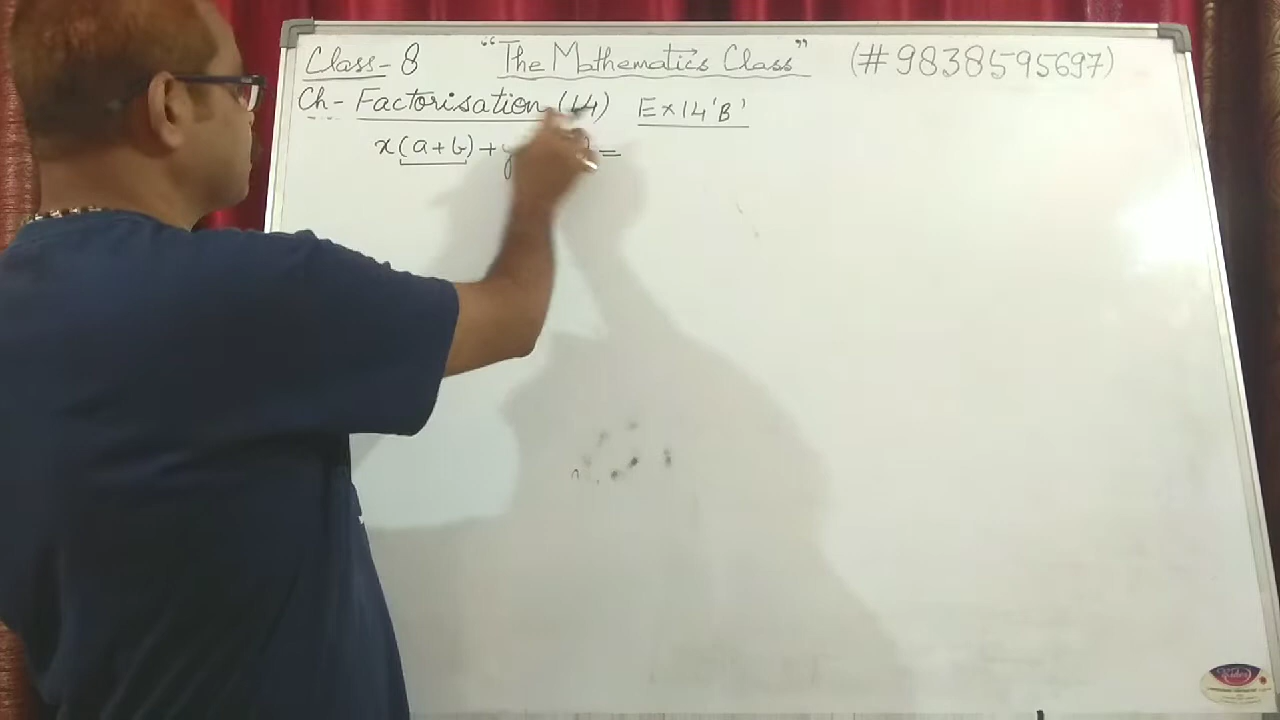 Class-8 "The Mathematics Class" (#9838595697)
Ch- Factorisation (14) Ex 14 'B'
x(a+b)+y =